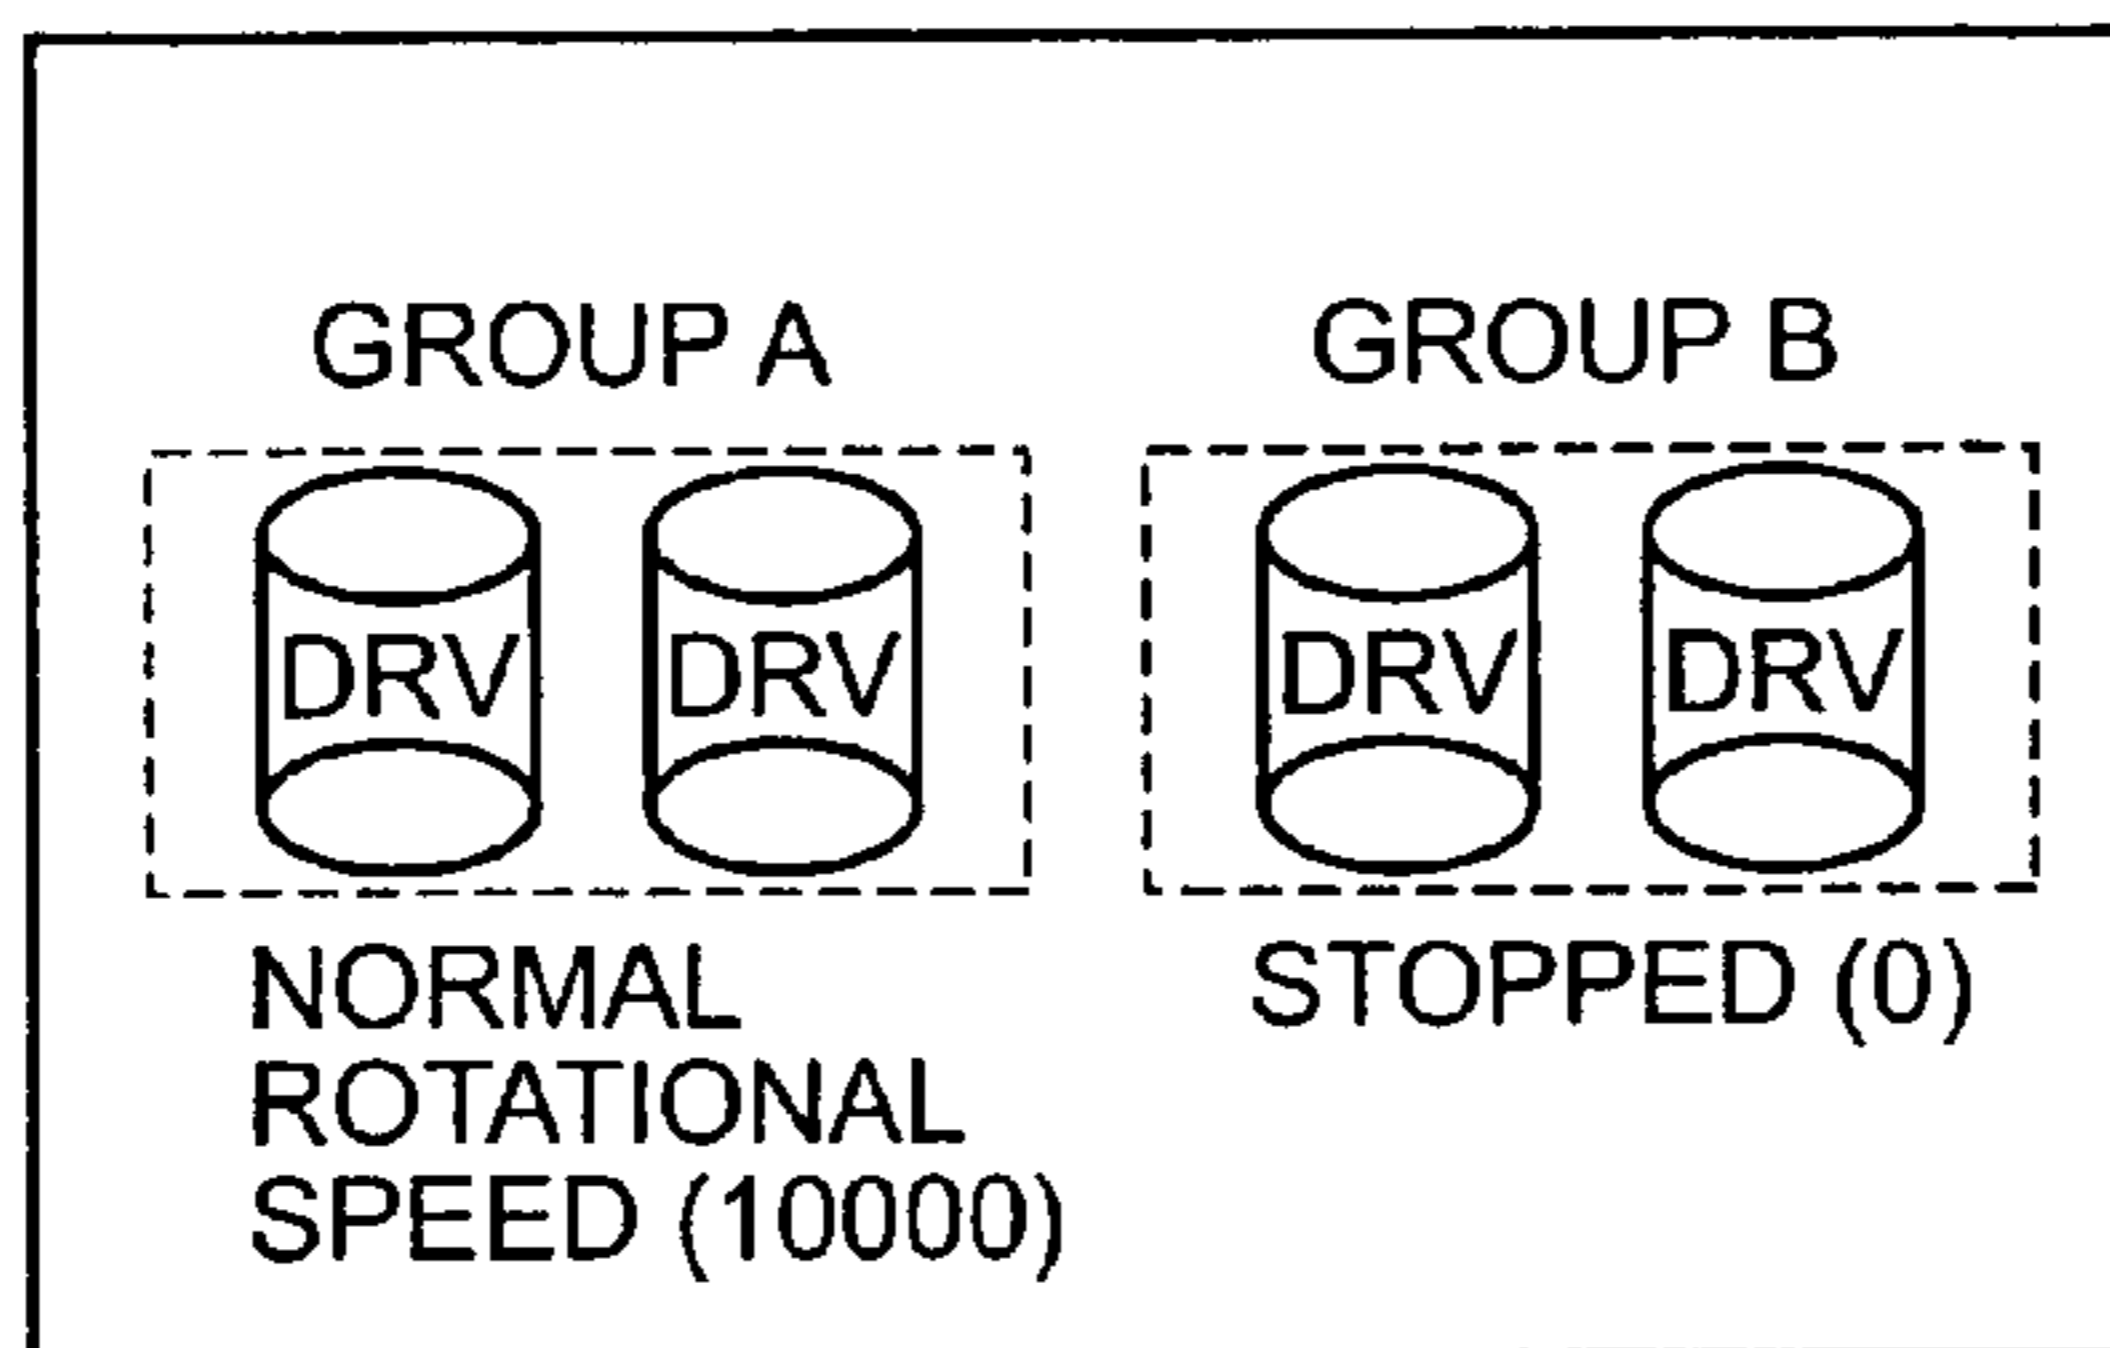 GROUP A
GROUP B
DRV DRV
DRV DRV
NORMAL
ROTATIONAL
SPEED (10000)
STOPPED (0)